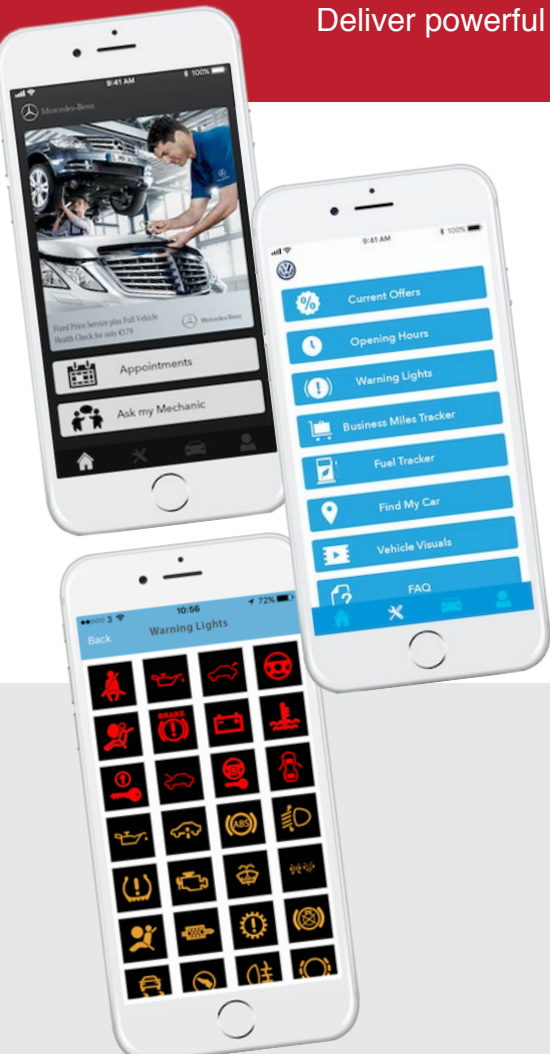 Deliver powerful
9:41 AM
100%
Mercedes-Benz
Fixed Price Service plus Full Vehicle
Health Check for only €179
Mercedes-Benz
Appointments
Ask my Mechanic
9:41 AM
100%
Current Offers
Opening Hours
Warning Lights
Business Miles Tracker
Fuel Tracker
Find My Car
Vehicle Visuals
FAQ
3
10:56
72%
Back
Warning Lights
BRAKE
ABS